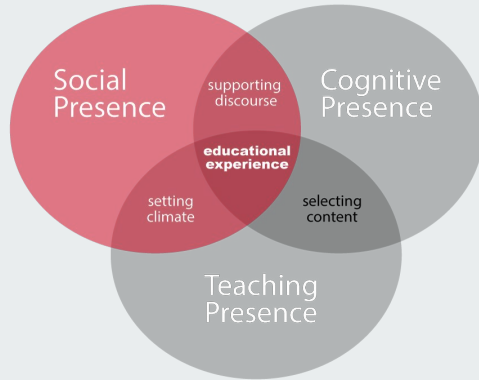 Social
Presence
supporting
discourse
Cognitive
Presence
educational
experience
setting
climate
selecting
content
Teaching
Presence